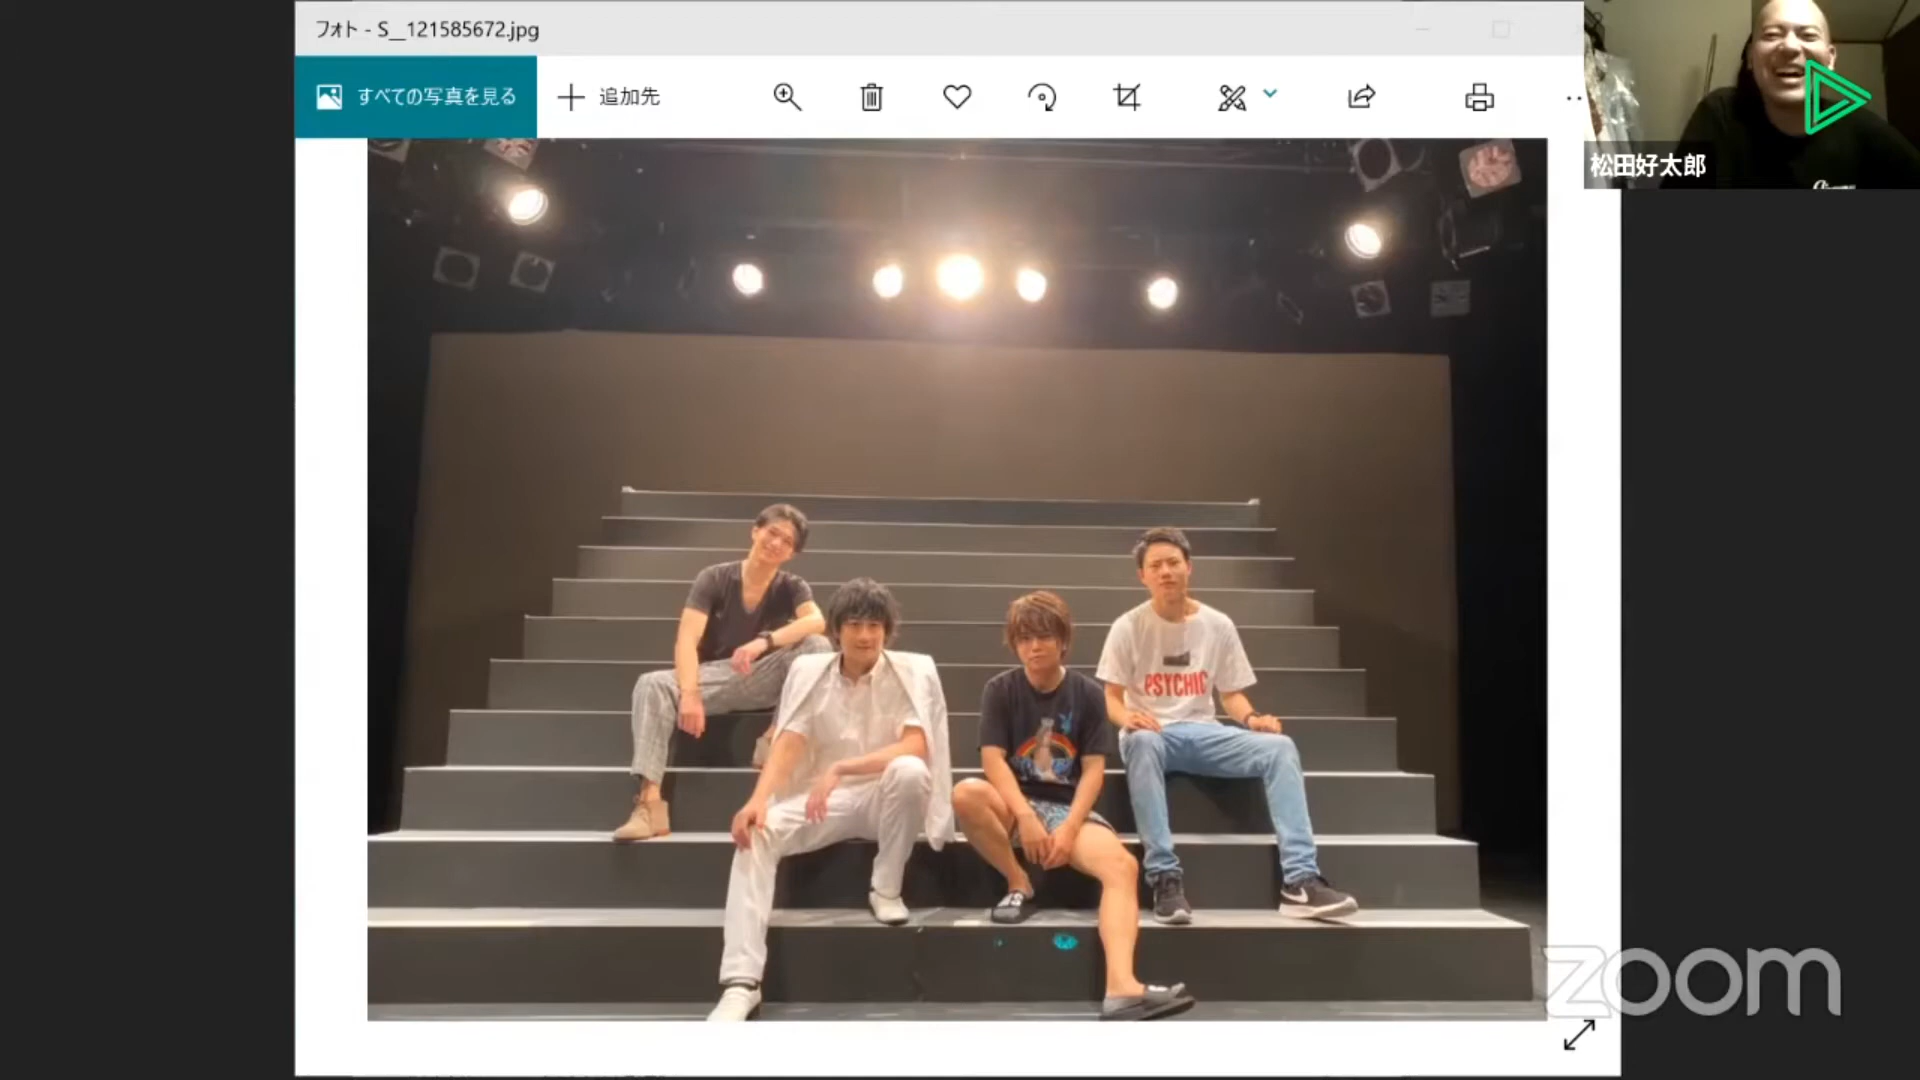 フォト - S__121585672.jpg
すべての写真を見る
追加先
松田好太郎
PSYCHIC
zoom